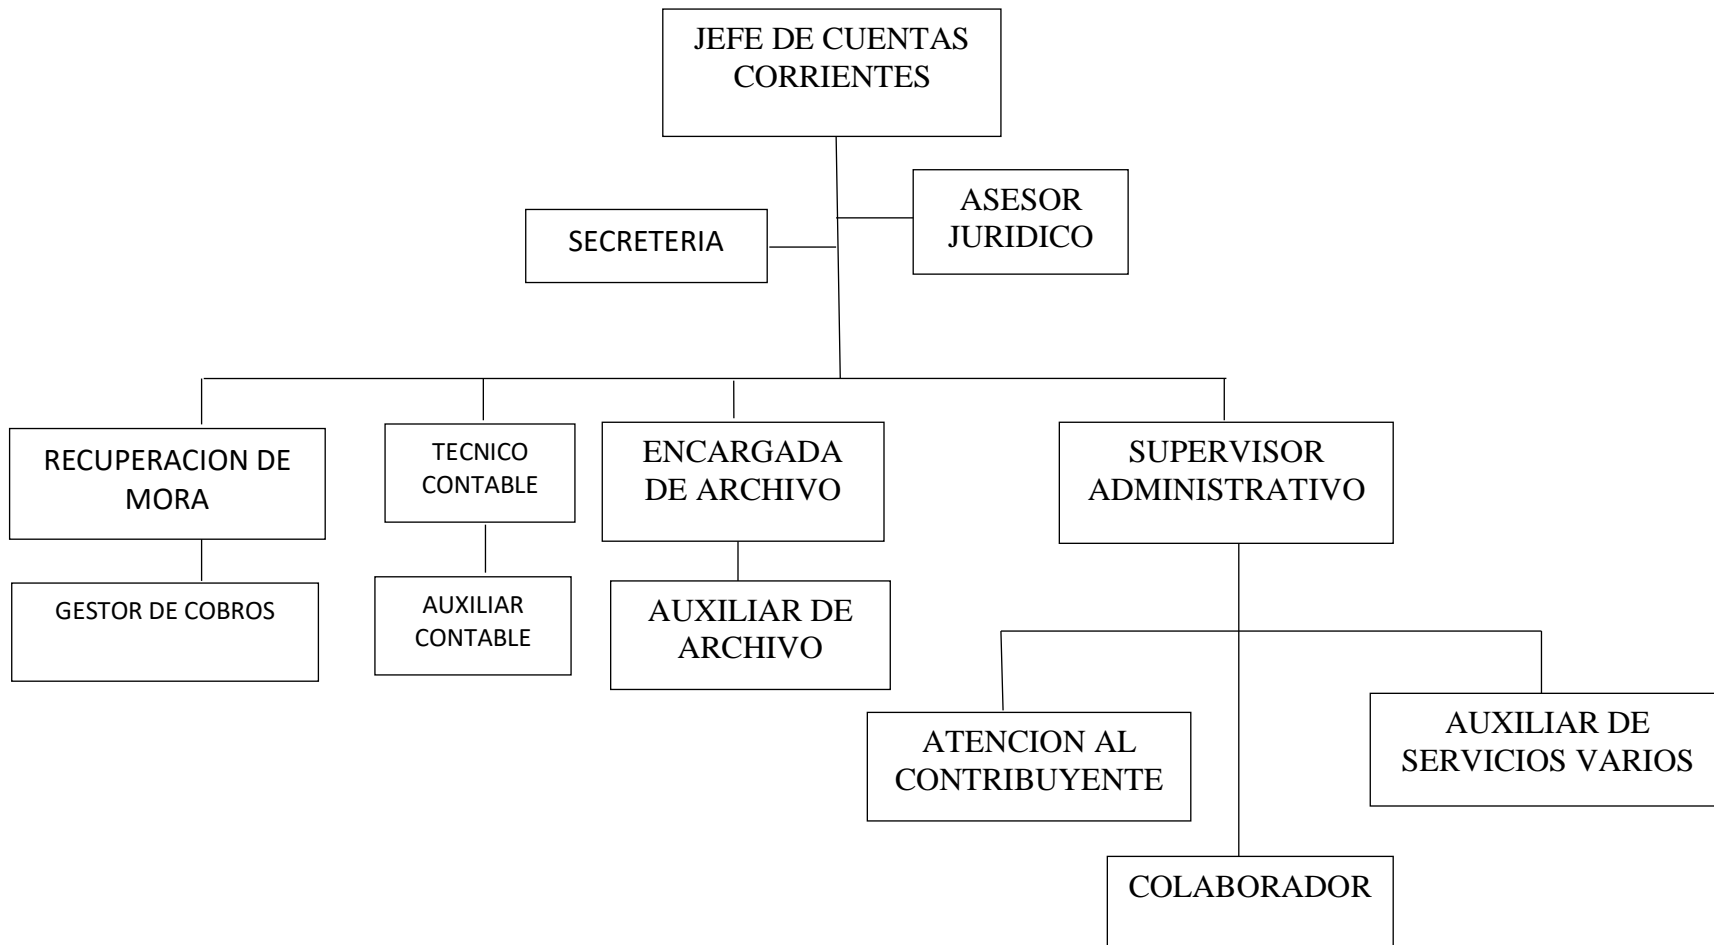 JEFE DE CUENTAS
CORRIENTES
ASESOR
JURIDICO
SECRETERIA
RECUPERACION DE
MORA
TECNICO
CONTABLE
ENCARGADA
DE ARCHIVO
SUPERVISOR
ADMINISTRATIVO
GESTOR DE COBROS
AUXILIAR
CONTABLE
AUXILIAR DE
ARCHIVO
ATENCION AL
CONTRIBUYENTE
AUXILIAR DE
SERVICIOS VARIOS
COLABORADOR